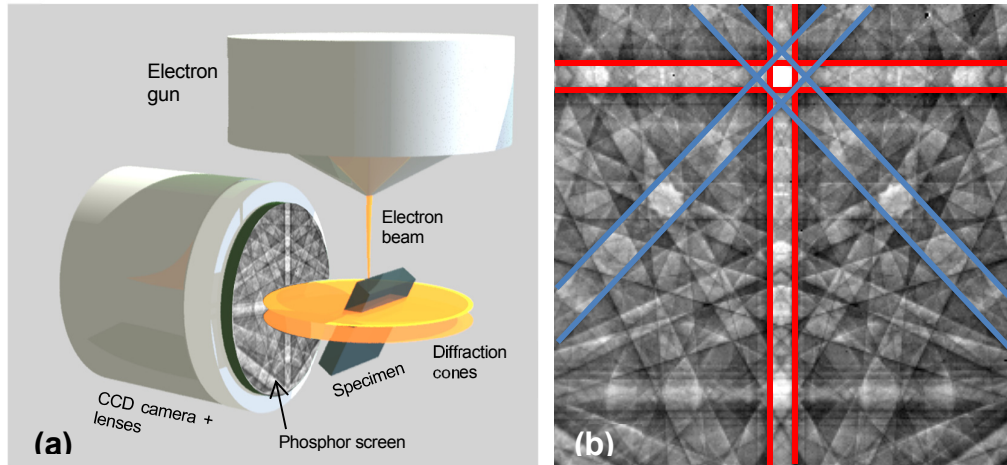 Electron
gun
Electron
beam
Diffraction
cones
Specimen
CCD camera +
lenses
Phosphor screen
(a)
(b)